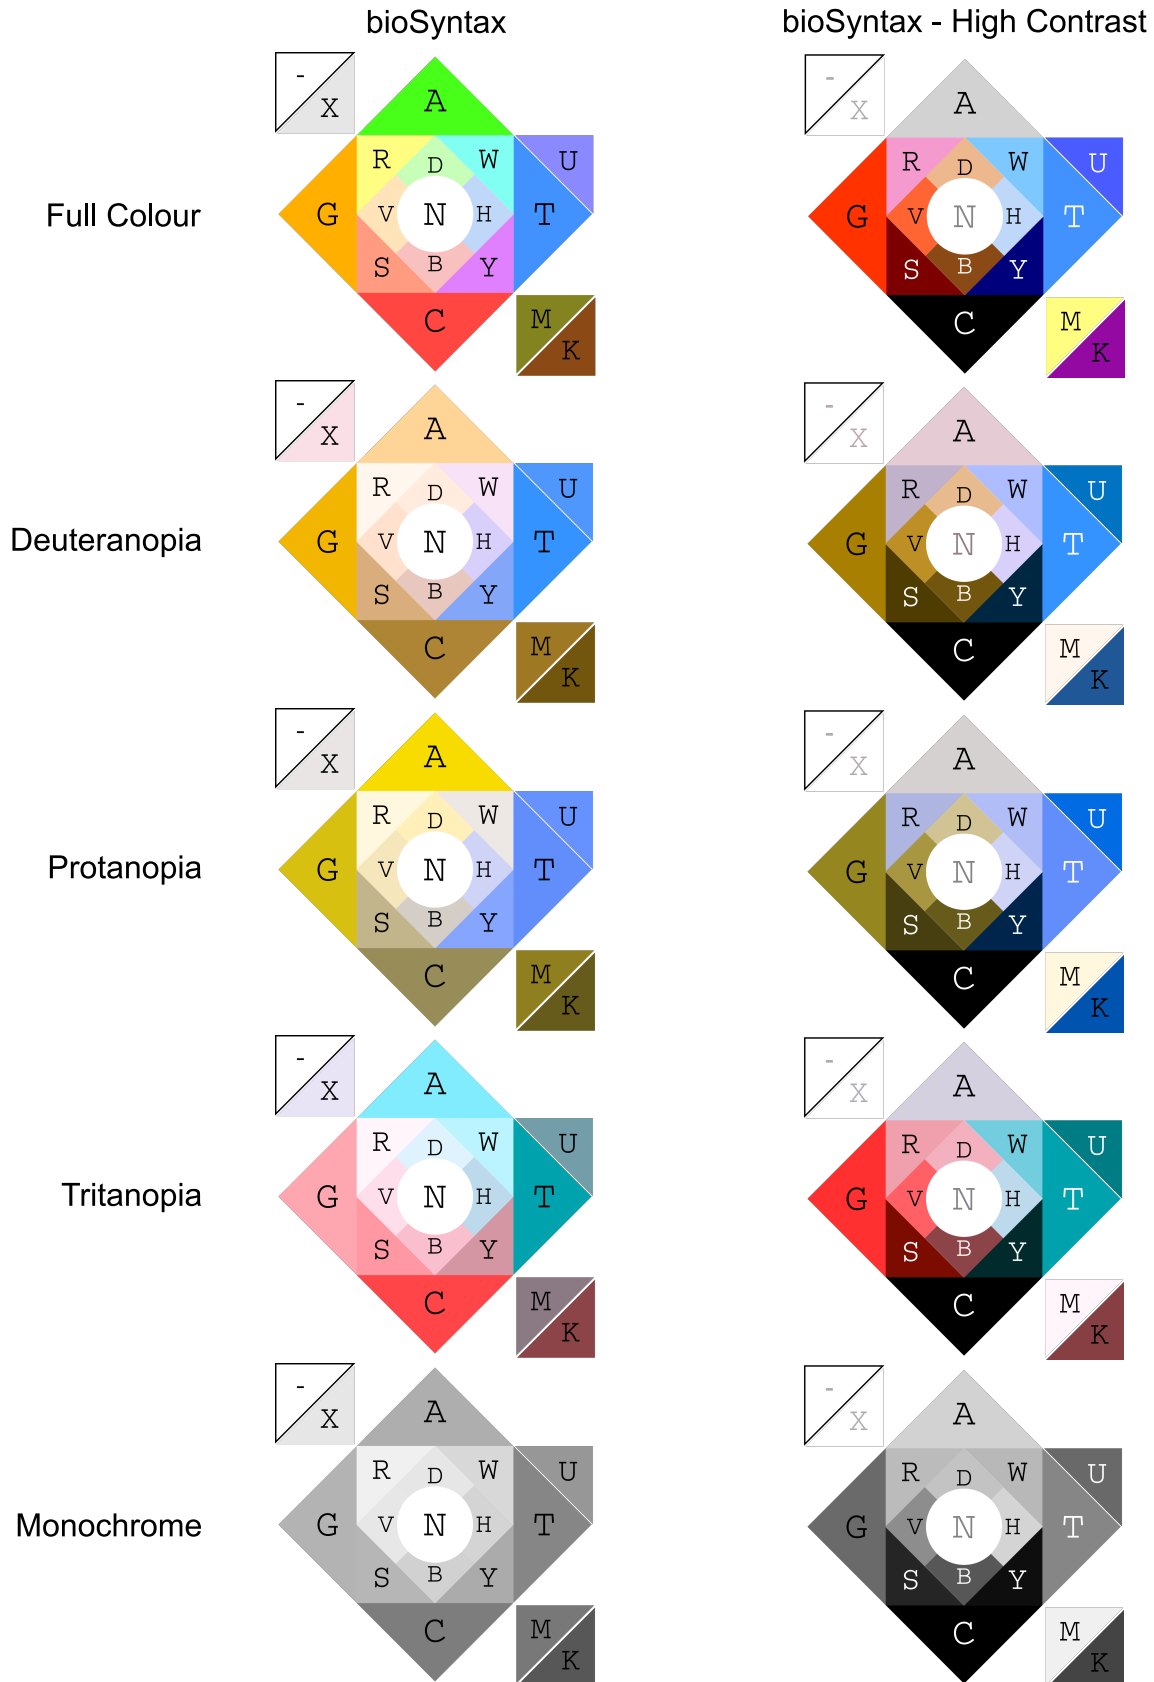 bioSyntax
bioSyntax - High Contrast
Full Colour
-
X
A
R
D
W
U
G
V
N
H
T
S
B
Y
C
M
K
-
X
A
R
D
W
U
G
V
N
H
T
S
B
Y
C
M
K
Deuteranopia
-
X
A
R
D
W
U
G
V
N
H
T
S
B
Y
C
M
K
-
X
A
R
D
W
U
G
V
N
H
T
S
B
Y
C
M
K
Protanopia
-
X
A
R
D
W
U
G
V
N
H
T
S
B
Y
C
M
K
-
X
A
R
D
W
U
G
V
N
H
T
S
B
Y
C
M
K
Tritanopia
-
X
A
R
D
W
U
G
V
N
H
T
S
B
Y
C
M
K
-
X
A
R
D
W
U
G
V
N
H
T
S
B
Y
C
M
K
Monochrome
-
X
A
R
D
W
U
G
V
N
H
T
S
B
Y
C
M
K
-
X
A
R
D
W
U
G
V
N
H
T
S
B
Y
C
M
K